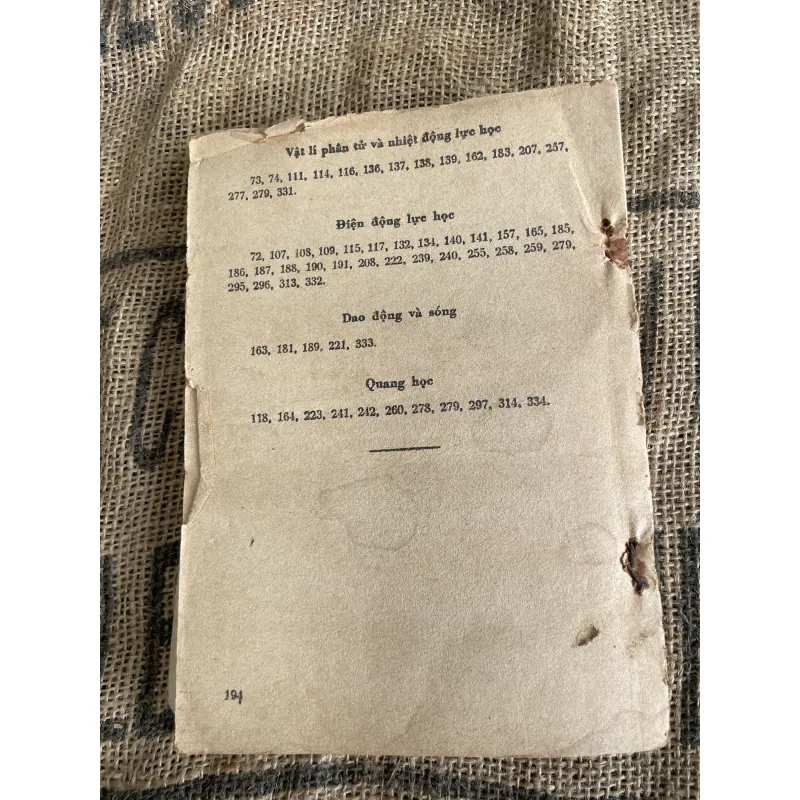 Vật lí phân tử và nhiệt động lực học
73, 74, 111, 114, 116, 136, 137, 138, 139, 162, 183, 207, 257,
277, 279, 331.
Điện động lực học
72, 107, 108, 109, 115, 117, 132, 134, 140, 141, 157, 165, 185,
186, 187, 188, 190, 191, 208, 222, 239, 240, 255, 258, 259, 279,
295, 296, 313, 332.
Dao động và sóng
163, 181, 189, 221, 333.
Quang học
118, 164, 223, 241, 242, 260, 278, 279, 297, 314, 334.
194